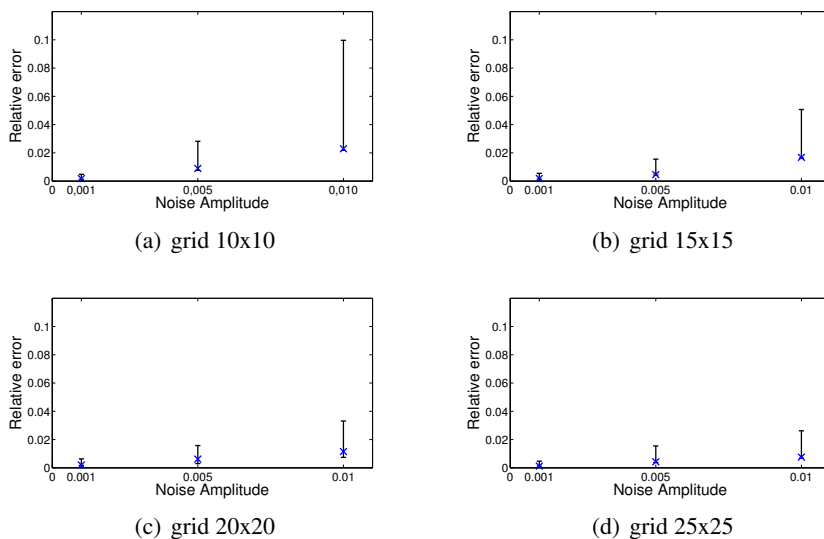 0.1
0.08
0.06
0.04
0.02
0
Relative error
0 0,001 0,005 0,010
Noise Amplitude
(a) grid 10x10
0.1
0.08
0.06
0.04
0.02
0
Relative error
0 0.001 0.005 0.01
Noise Amplitude
(b) grid 15x15
0.1
0.08
0.06
0.04
0.02
0
Relative error
0 0.001 0.005 0.01
Noise Amplitude
(c) grid 20x20
0.1
0.08
0.06
0.04
0.02
0
Relative error
0 0.001 0.005 0.01
Noise Amplitude
(d) grid 25x25